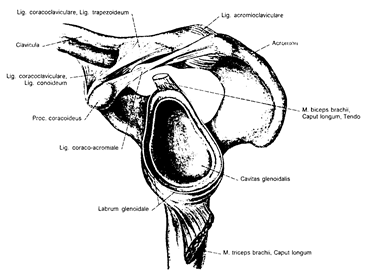 Lig. coracoclaviculare, Lig. trapezoideum
Lig. acromioclaviculare
Clavicula
Acromion
Lig. coracoclaviculare,
Lig. conoideum
M. biceps brachii,
Caput longum, Tendo
Proc. coracoideus
Lig. coraco-acromiale
Cavitas glenoidalis
Labrum glenoidale
M. triceps brachii, Caput longum